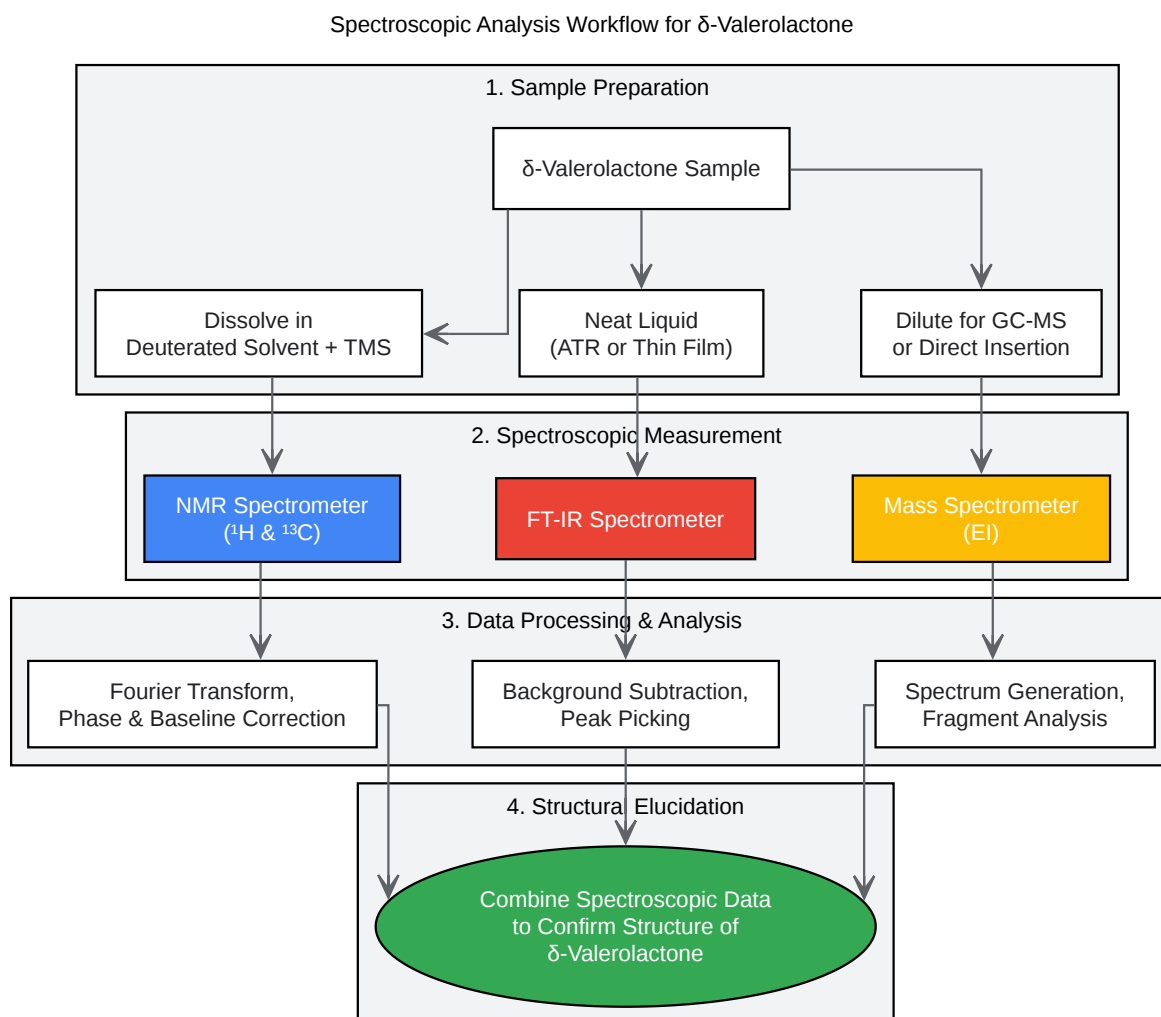 Spectroscopic Analysis Workflow for δ-Valerolactone
1. Sample Preparation
δ-Valerolactone Sample
Dissolve in
Deuterated Solvent + TMS
Neat Liquid
(ATR or Thin Film)
Dilute for GC-MS
or Direct Insertion
2. Spectroscopic Measurement
NMR Spectrometer
(¹H & ¹³C)
FT-IR Spectrometer
Mass Spectrometer
(EI)
3. Data Processing & Analysis
Fourier Transform,
Phase & Baseline Correction
Background Subtraction,
Peak Picking
Spectrum Generation,
Fragment Analysis
4. Structural Elucidation
Combine Spectroscopic Data
to Confirm Structure of
δ-Valerolactone